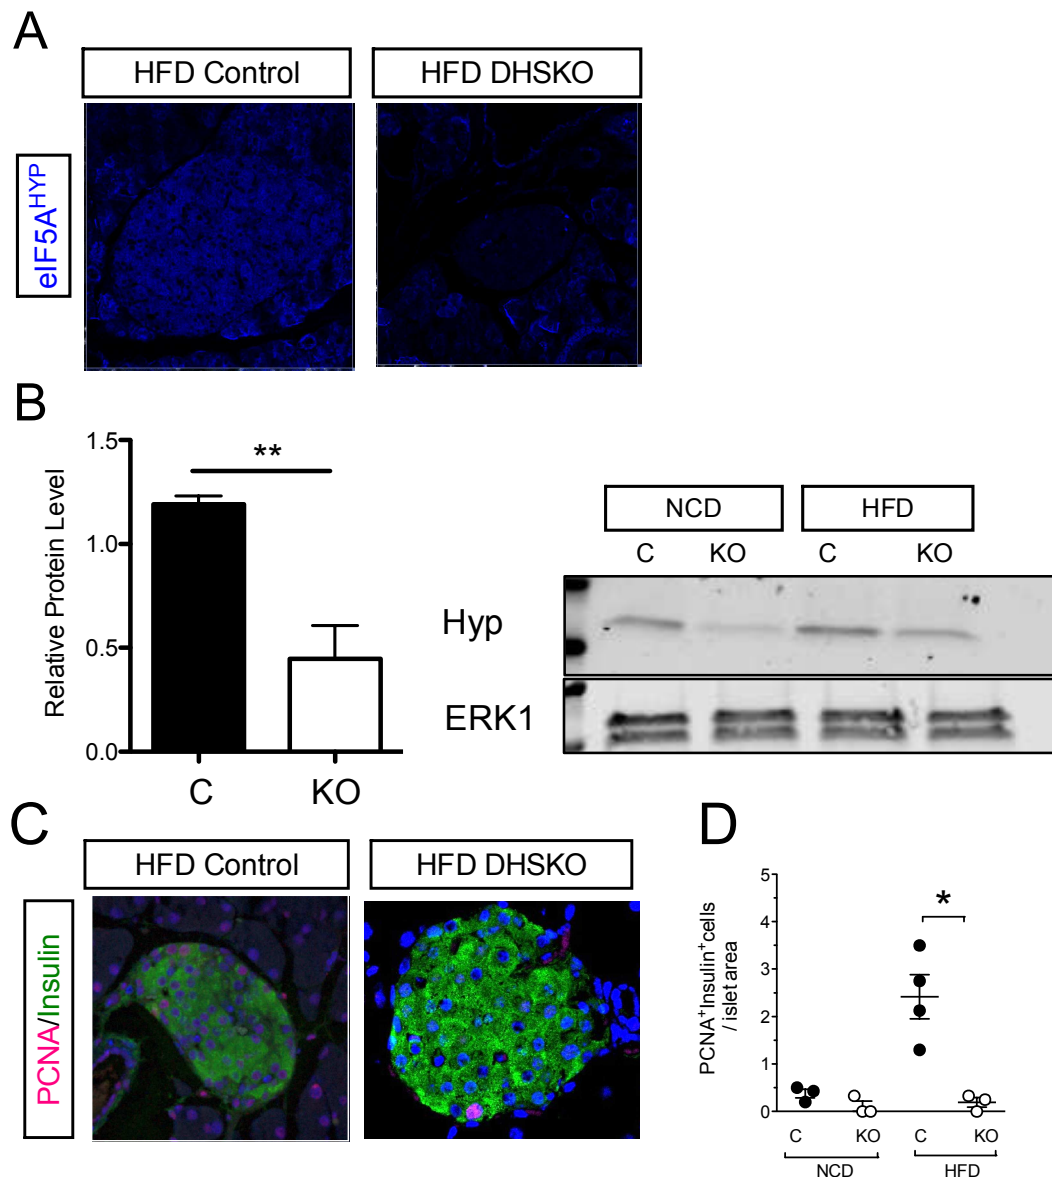 A
HFD Control
HFD DHSKO
eIF5A^HYP
B
Relative Protein Level
1.5
1.0
0.5
0.0
**
C
KO
NCD
HFD
C
KO
C
KO
Hyp
ERK1
C
HFD Control
HFD DHSKO
PCNA/Insulin
D
PCNA⁺Insulin⁺cells
/ islet area
5
4
3
2
1
0
*
C
KO
C
KO
NCD
HFD